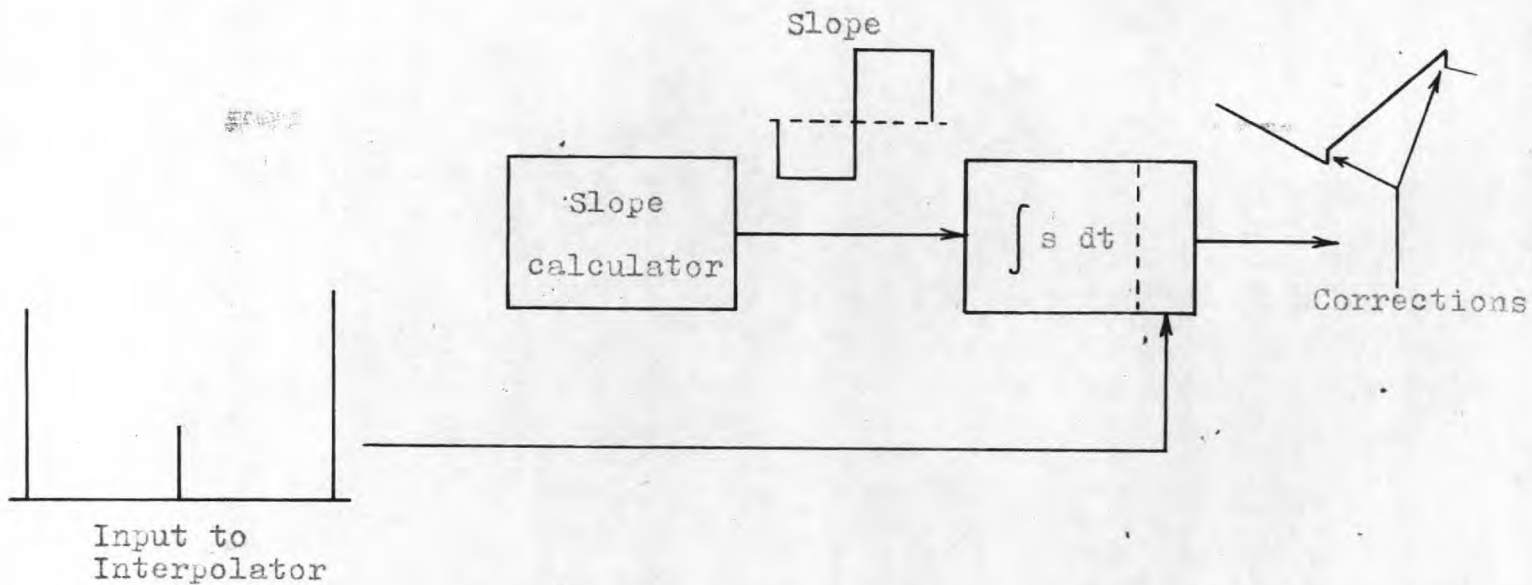 Slope
Slope
calculator
∫ s dt
Corrections
Input to
Interpolator